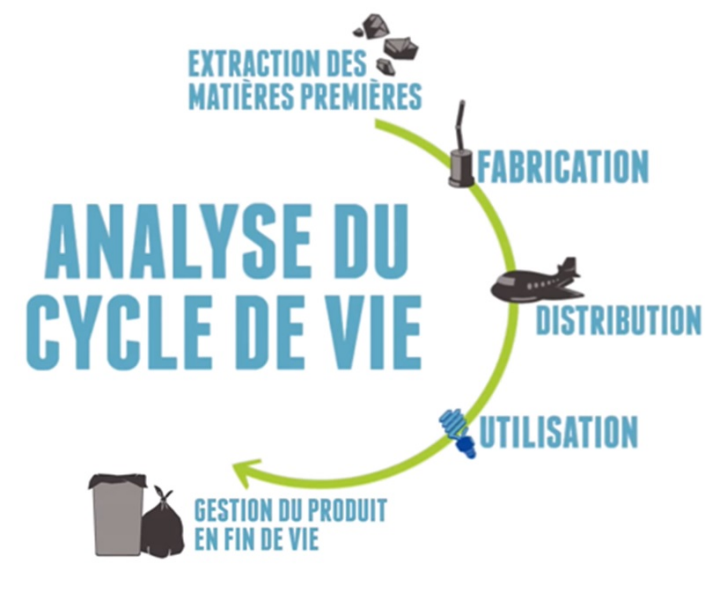 EXTRACTION DES
MATIÈRES PREMIÈRES
FABRICATION
ANALYSE DU
CYCLE DE VIE
DISTRIBUTION
UTILISATION
GESTION DU PRODUIT
EN FIN DE VIE